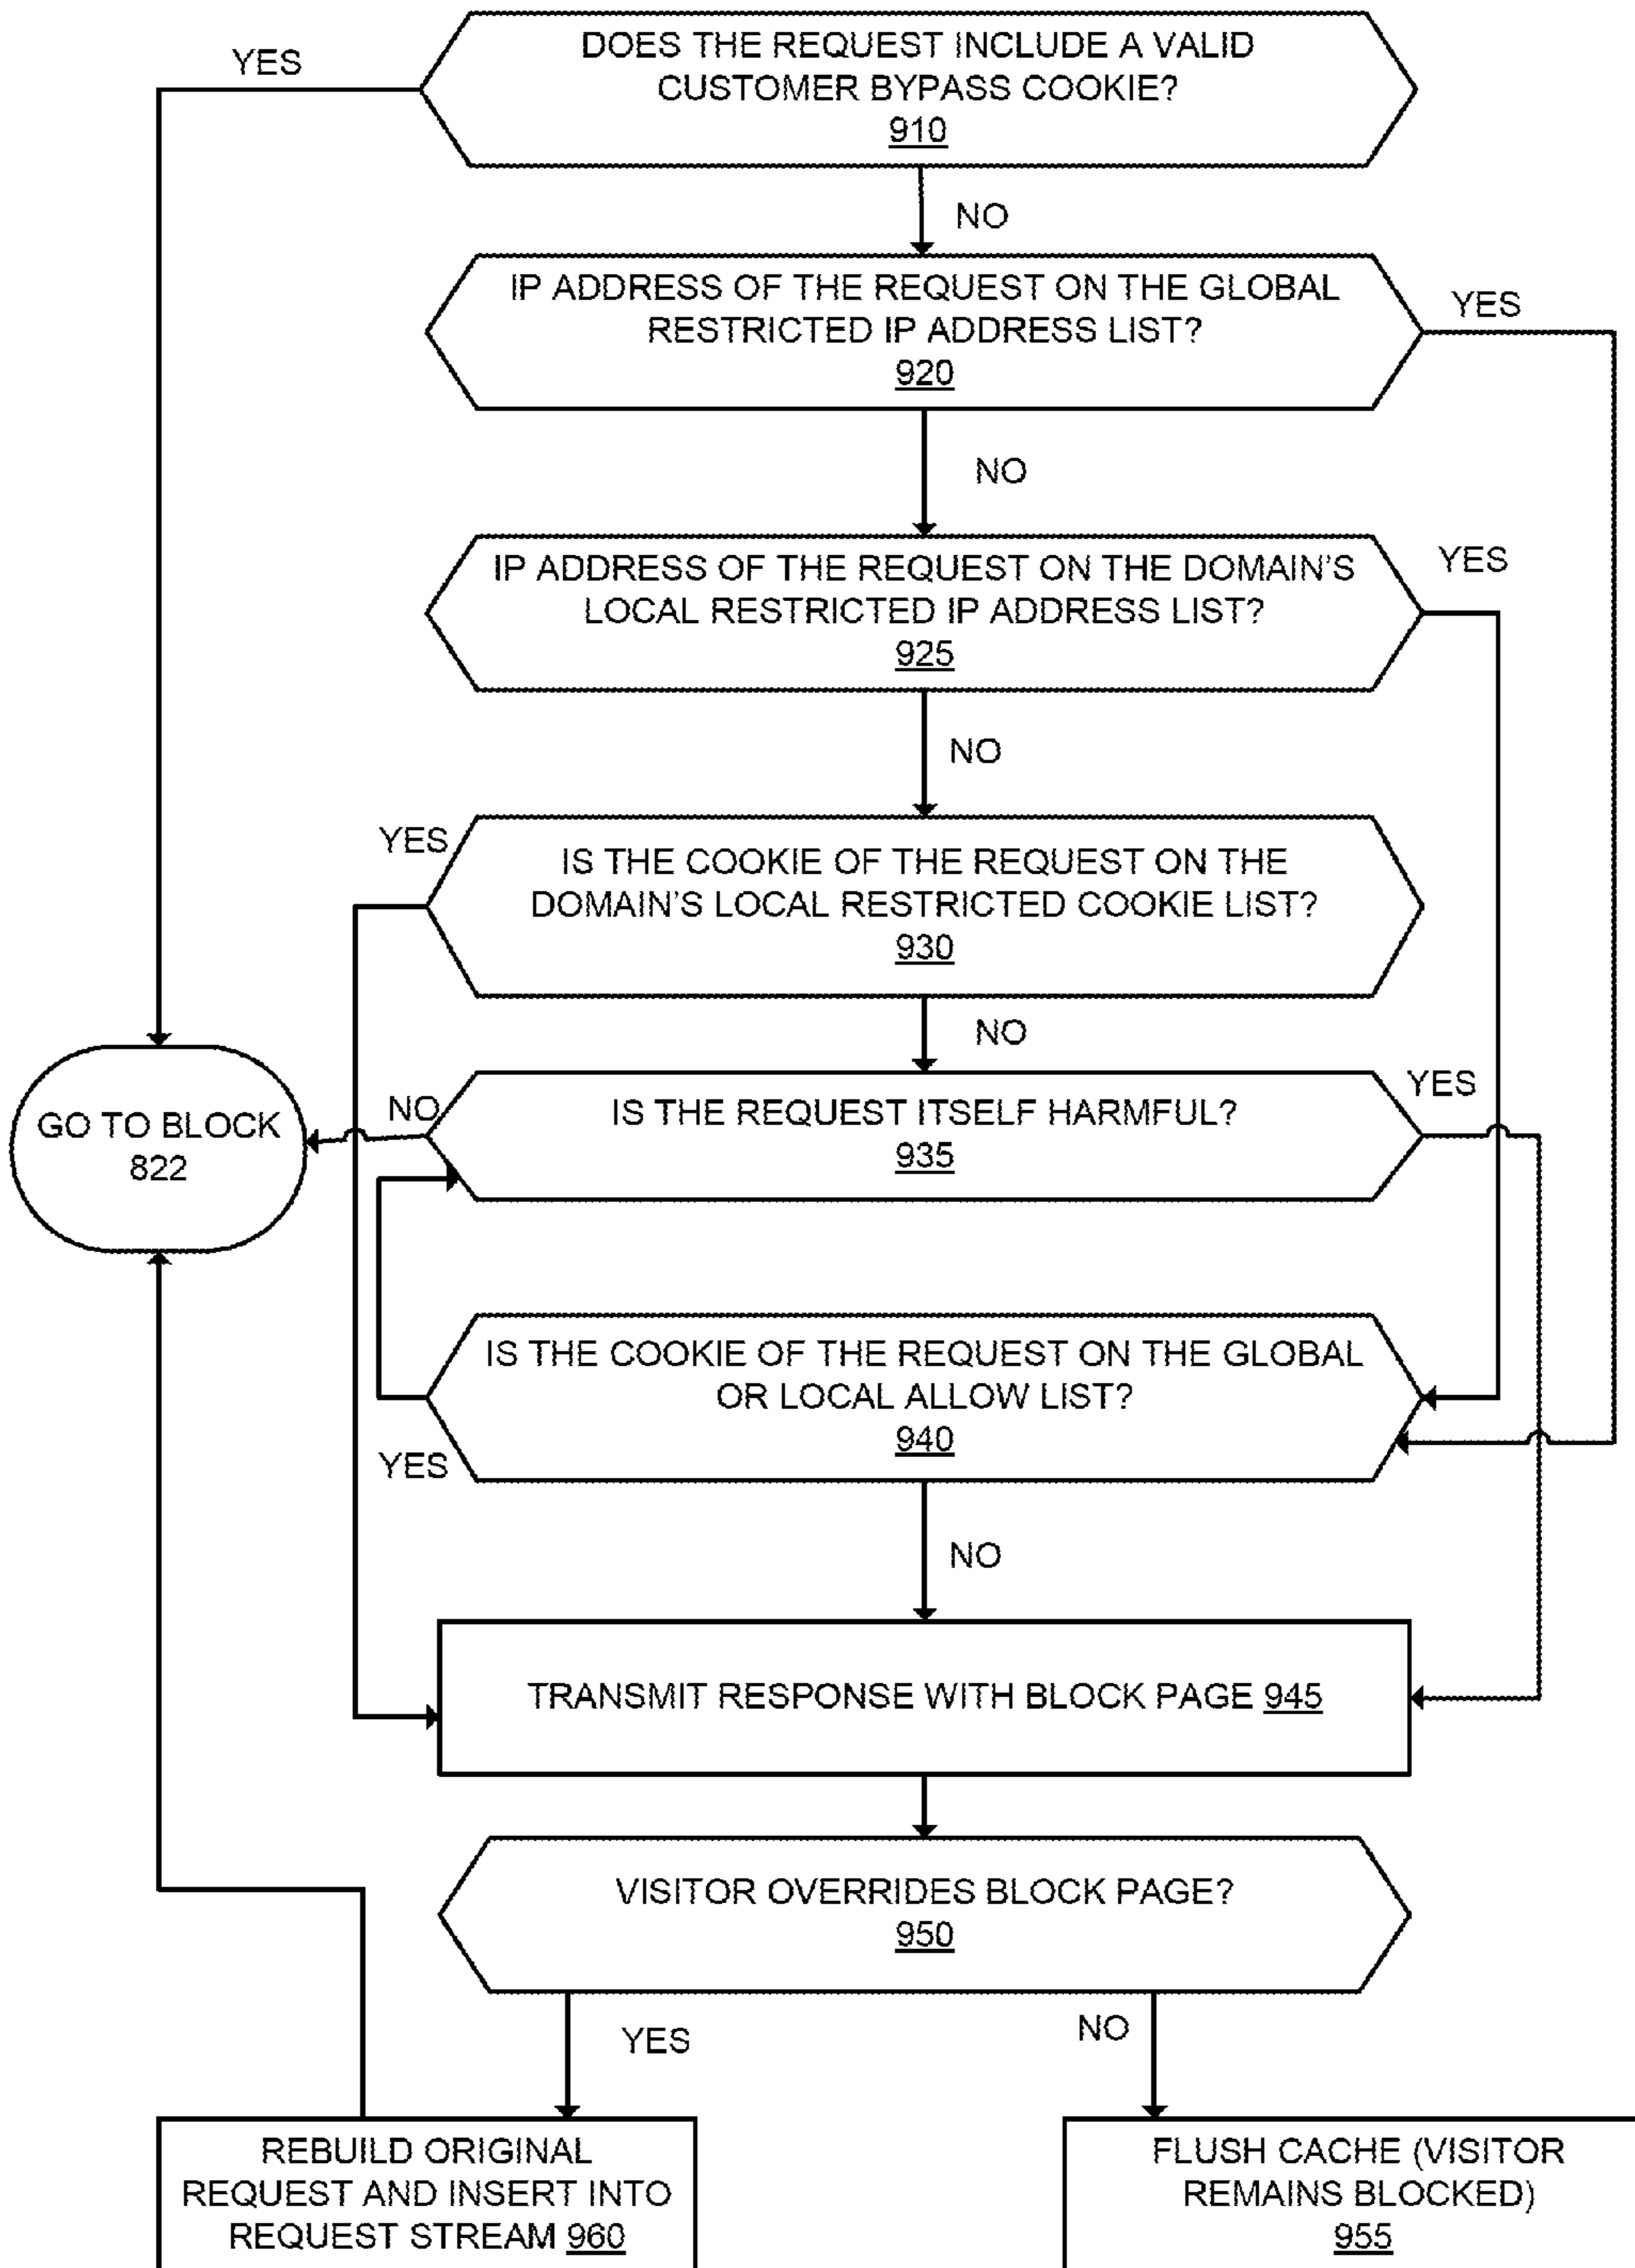 YES
DOES THE REQUEST INCLUDE A VALID
CUSTOMER BYPASS COOKIE?
910
NO
IP ADDRESS OF THE REQUEST ON THE GLOBAL
RESTRICTED IP ADDRESS LIST?
920
YES
NO
IP ADDRESS OF THE REQUEST ON THE DOMAIN'S
LOCAL RESTRICTED IP ADDRESS LIST?
925
YES
NO
YES
IS THE COOKIE OF THE REQUEST ON THE
DOMAIN'S LOCAL RESTRICTED COOKIE LIST?
930
NO
GO TO BLOCK
822
NO
IS THE REQUEST ITSELF HARMFUL?
935
YES
IS THE COOKIE OF THE REQUEST ON THE GLOBAL
OR LOCAL ALLOW LIST?
940
YES
NO
TRANSMIT RESPONSE WITH BLOCK PAGE 945
VISITOR OVERRIDES BLOCK PAGE?
950
YES
NO
REBUILD ORIGINAL
REQUEST AND INSERT INTO
REQUEST STREAM 960
FLUSH CACHE (VISITOR
REMAINS BLOCKED)
955